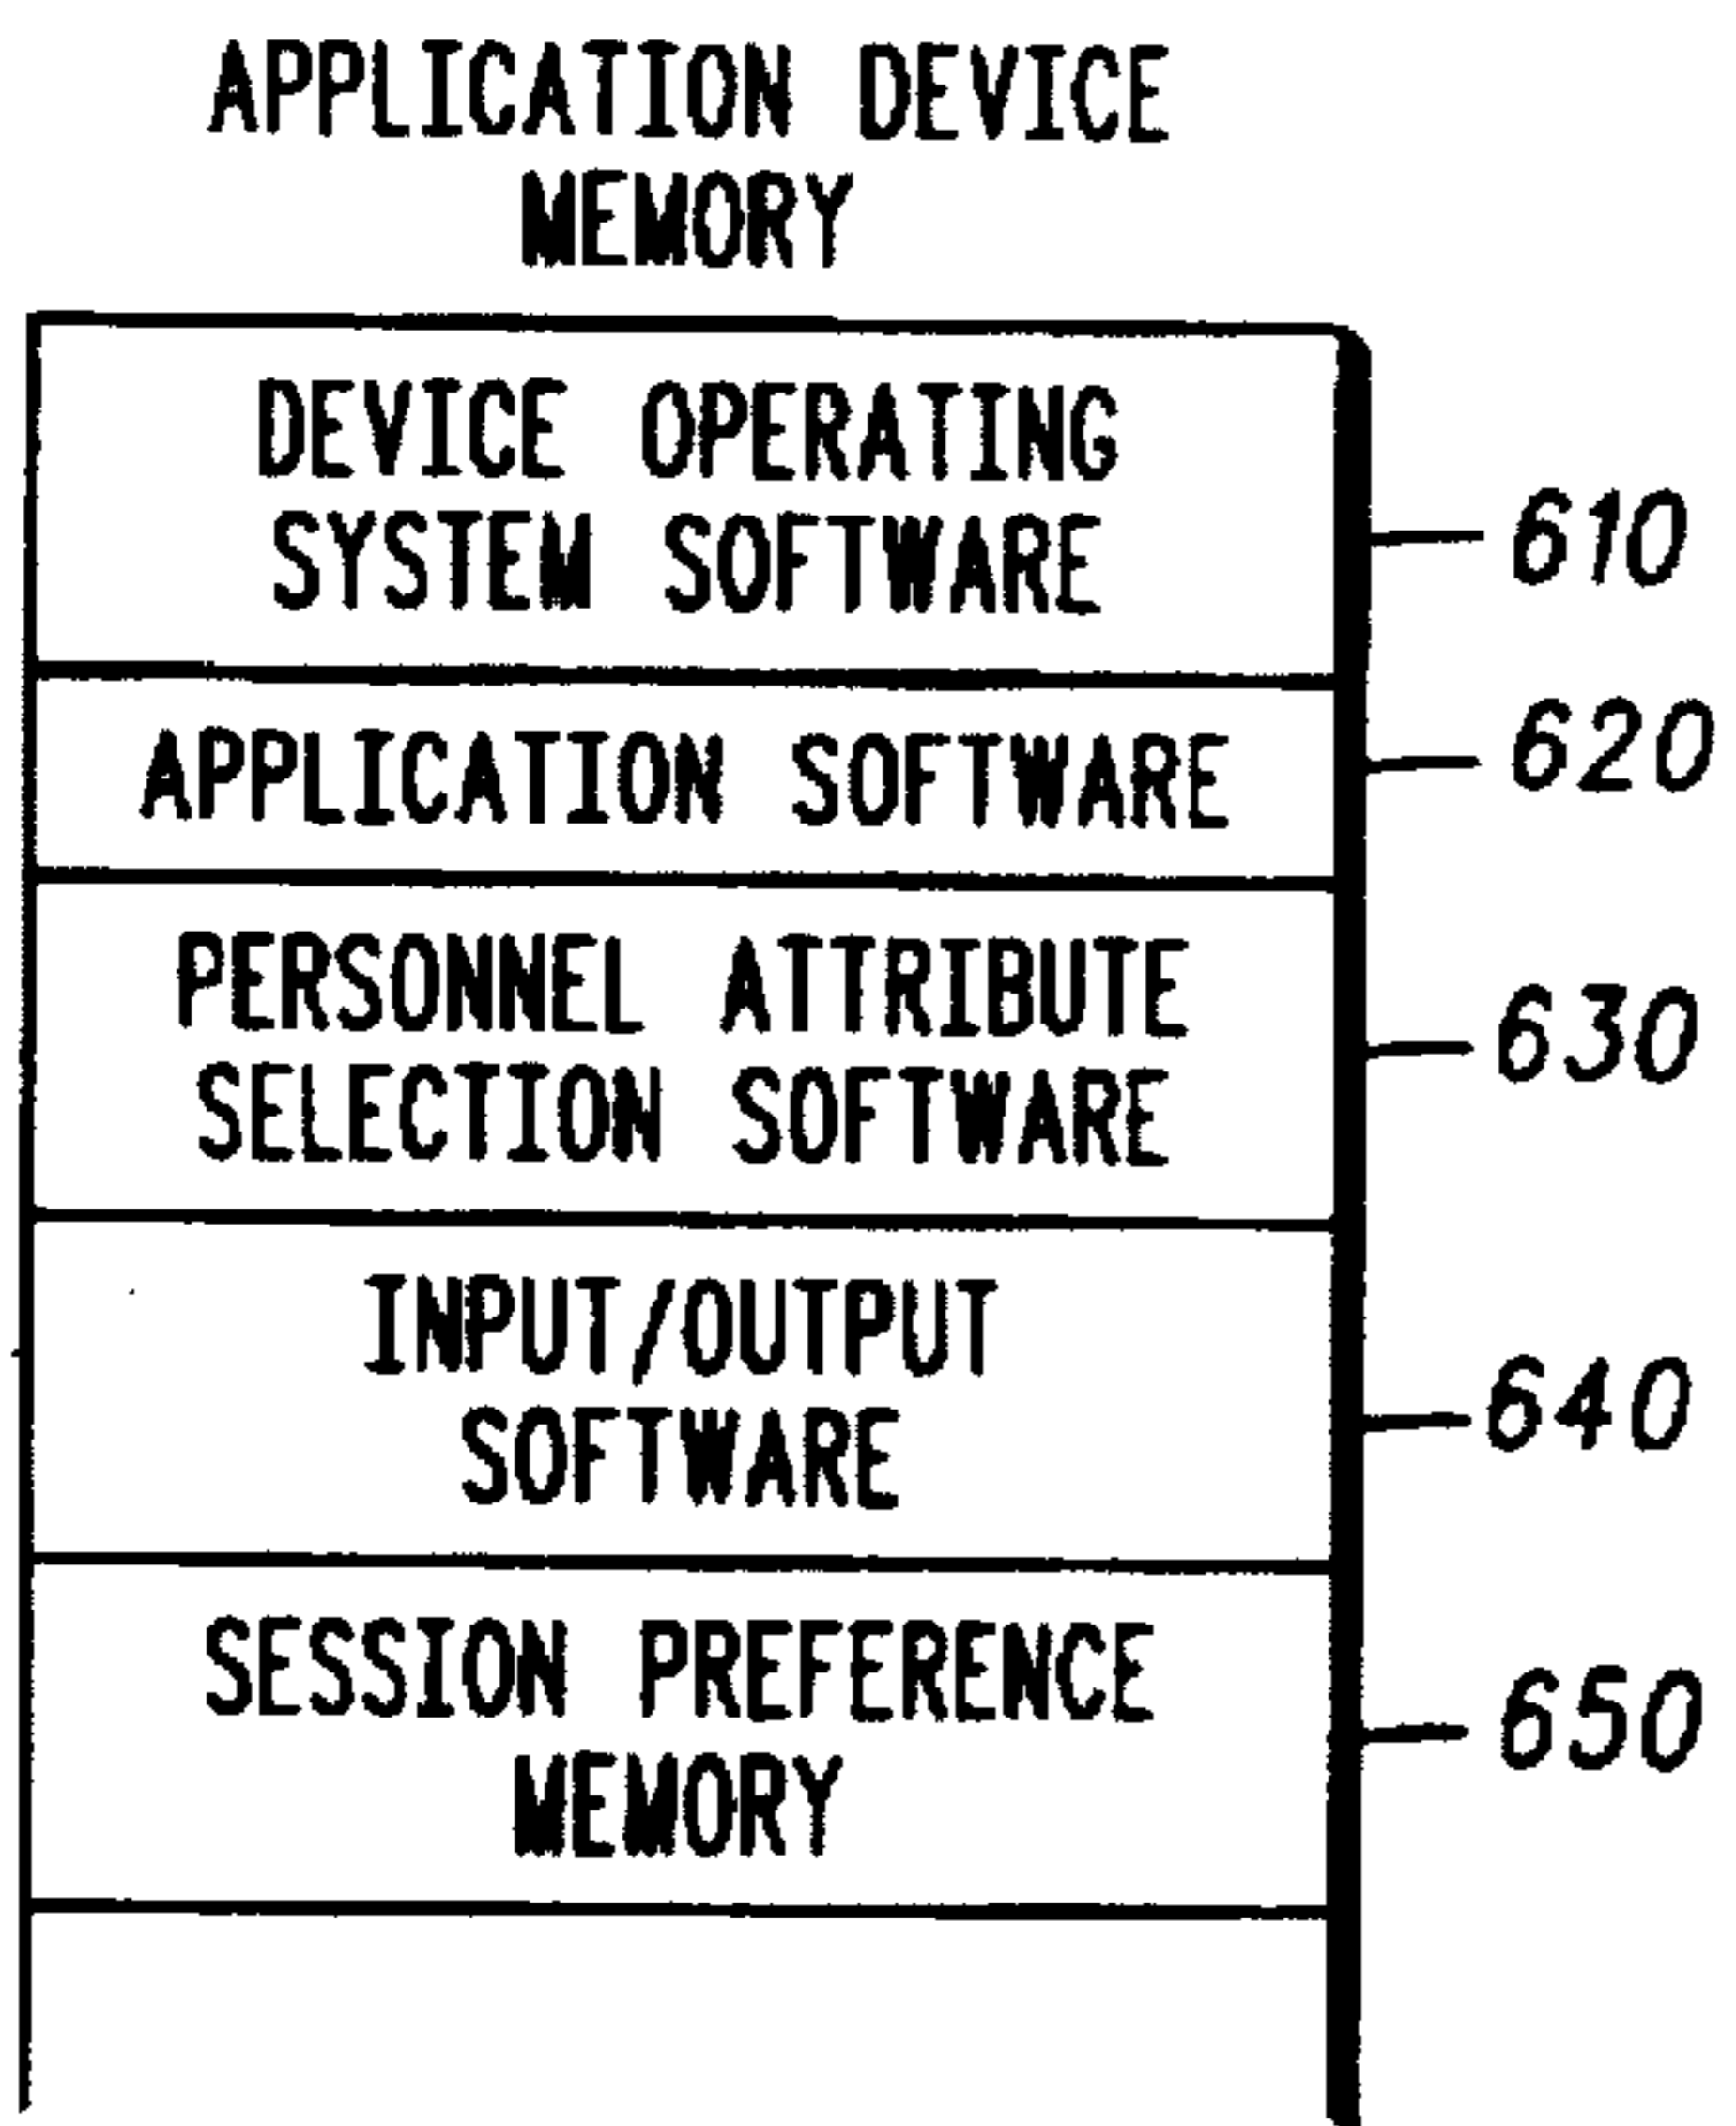 APPLICATION DEVICE
MEMORY
DEVICE OPERATING
SYSTEM SOFTWARE
610
APPLICATION SOFTWARE
620
PERSONNEL ATTRIBUTE
SELECTION SOFTWARE
630
INPUT/OUTPUT
SOFTWARE
640
SESSION PREFERENCE
MEMORY
650